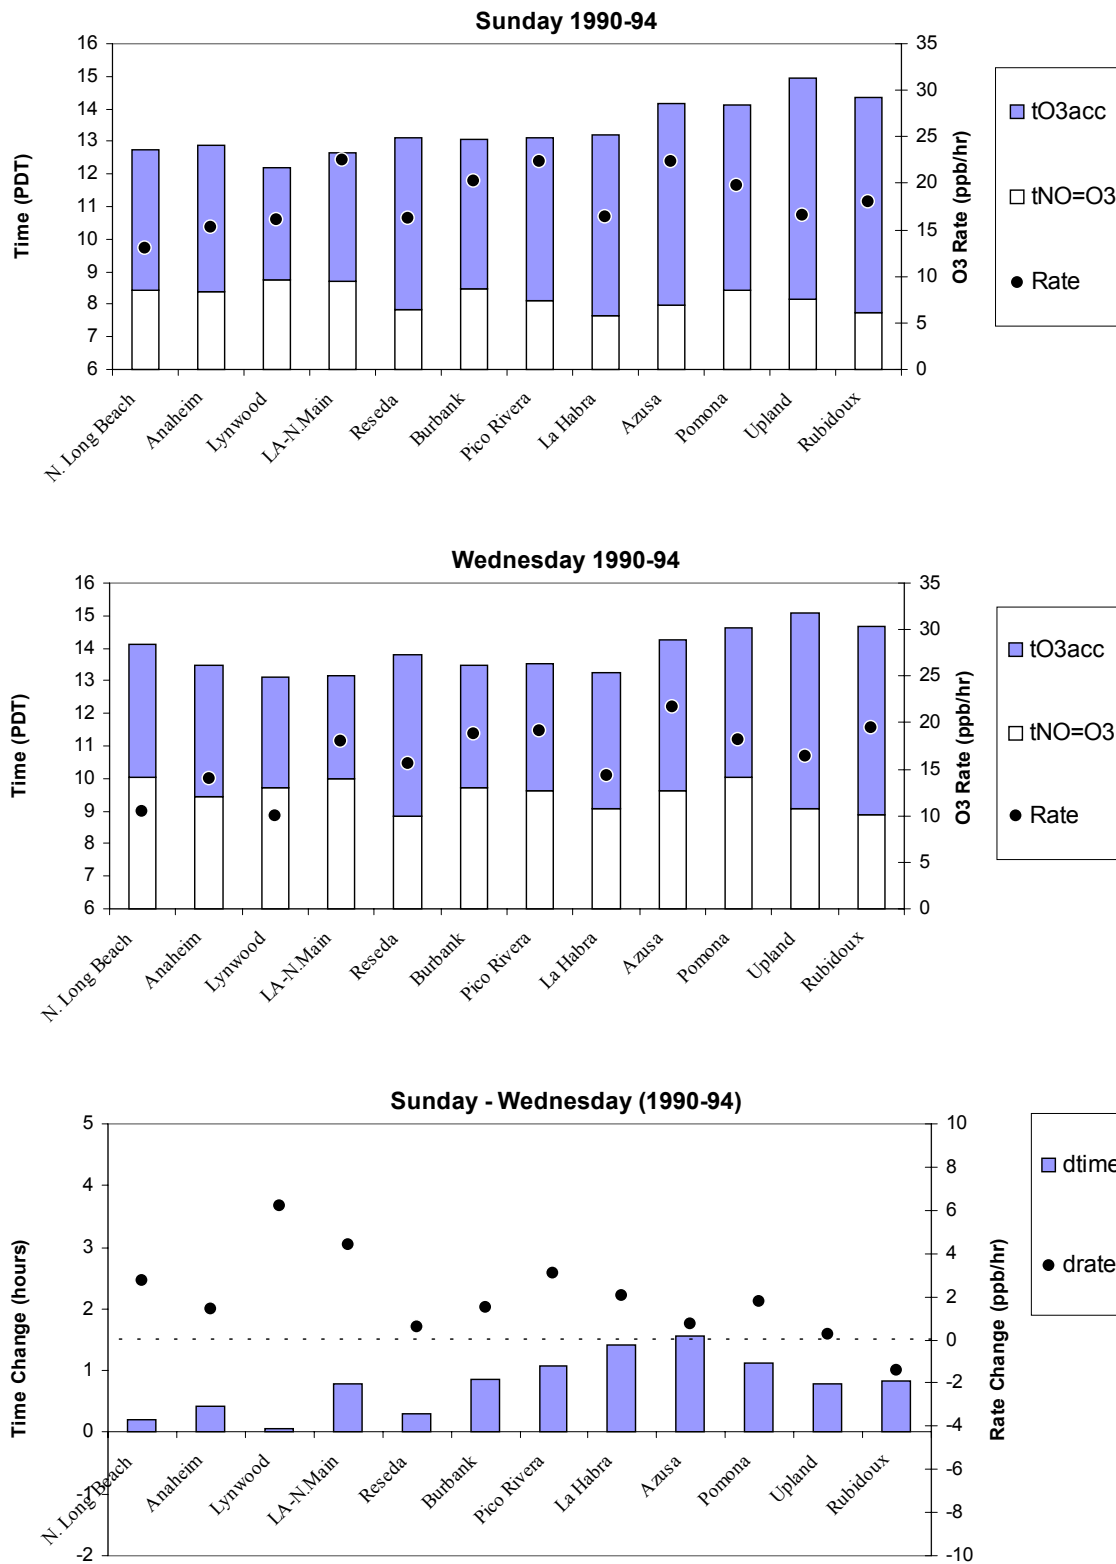 Sunday 1990-94
16
15
14
13
12
11
10
9
8
7
6
Time (PDT)
35
30
25
20
15
10
5
0
O3 Rate (ppb/hr)
N. Long Beach
Anaheim
Lynwood
LA-N.Main
Reseda
Burbank
Pico Rivera
La Habra
Azusa
Pomona
Upland
Rubidoux
tO3acc
tNO=O3
Rate
Wednesday 1990-94
16
15
14
13
12
11
10
9
8
7
6
Time (PDT)
35
30
25
20
15
10
5
0
O3 Rate (ppb/hr)
N. Long Beach
Anaheim
Lynwood
LA-N.Main
Reseda
Burbank
Pico Rivera
La Habra
Azusa
Pomona
Upland
Rubidoux
tO3acc
tNO=O3
Rate
Sunday - Wednesday (1990-94)
5
4
3
2
1
0
-1
-2
Time Change (hours)
10
8
6
4
2
0
-2
-4
-6
-8
-10
Rate Change (ppb/hr)
N. Long Beach
Anaheim
Lynwood
LA-N.Main
Reseda
Burbank
Pico Rivera
La Habra
Azusa
Pomona
Upland
Rubidoux
dtime
drate